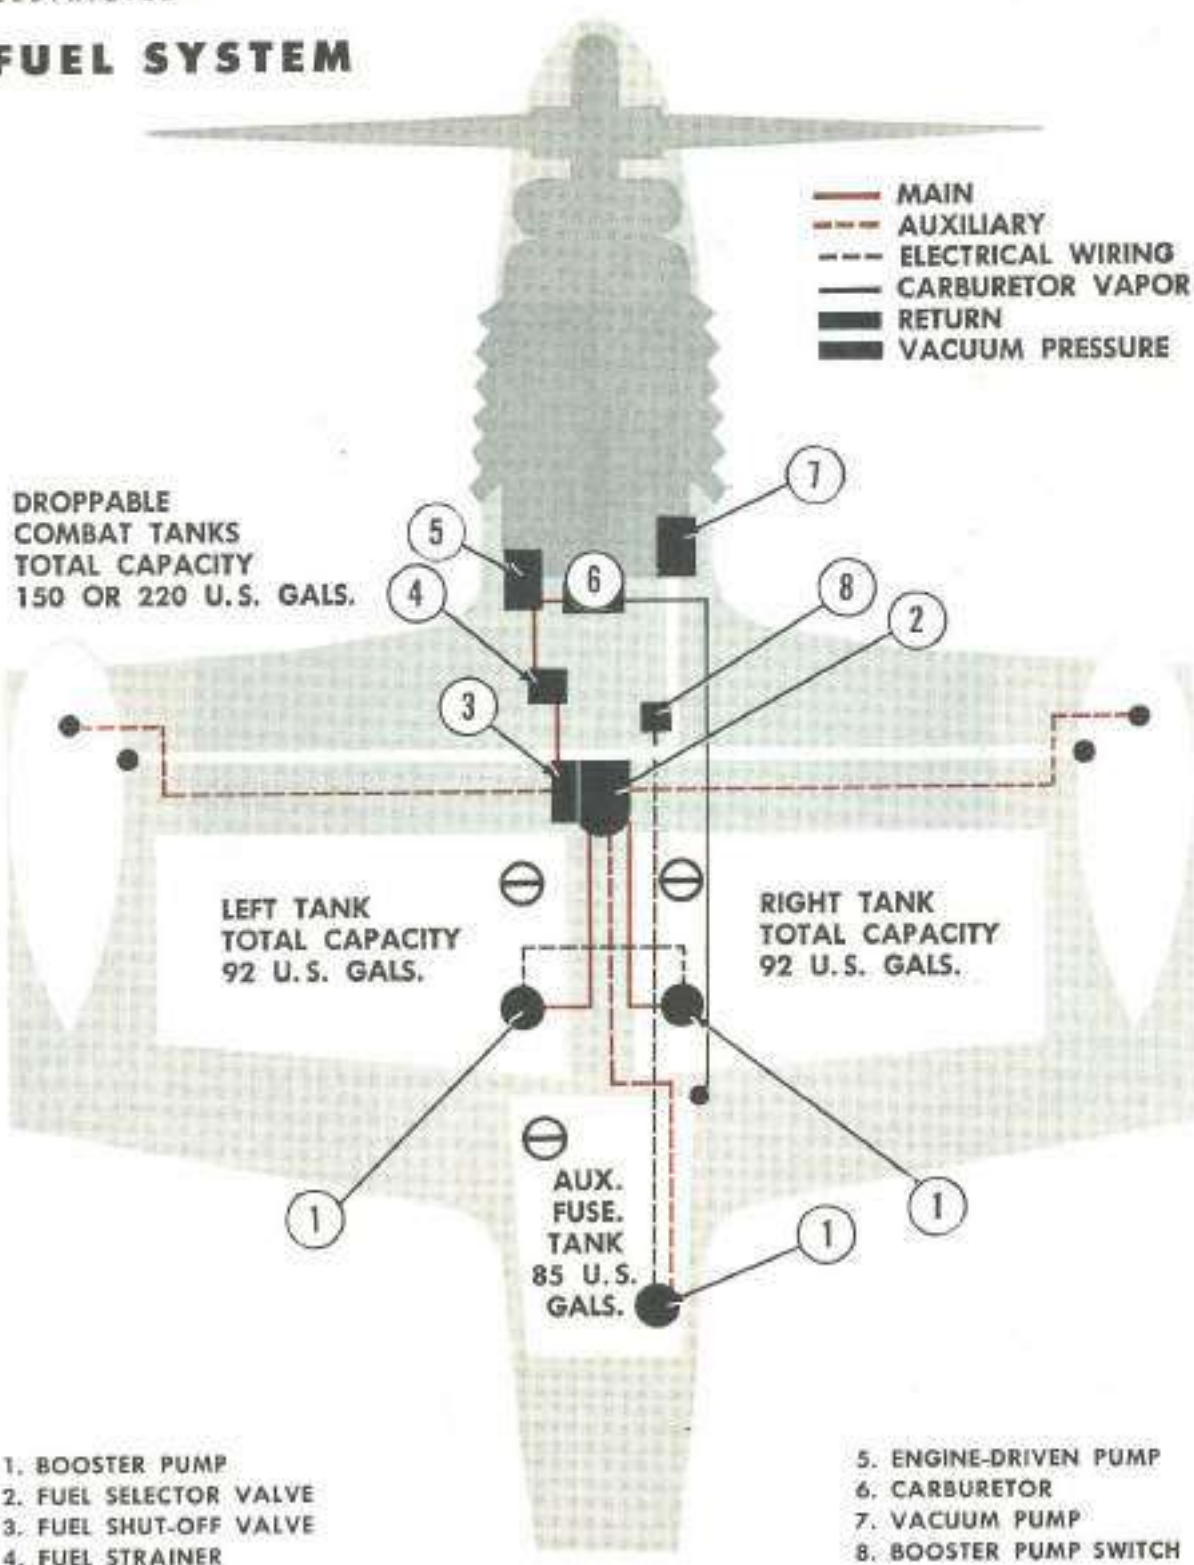 FUEL SYSTEM
MAIN
AUXILIARY
ELECTRICAL WIRING
CARBURETOR VAPOR
RETURN
VACUUM PRESSURE
DROPPABLE
COMBAT TANKS
TOTAL CAPACITY
150 OR 220 U.S. GALS.
7
5
6
4
8
2
3
LEFT TANK
TOTAL CAPACITY
92 U.S. GALS.
RIGHT TANK
TOTAL CAPACITY
92 U.S. GALS.
AUX.
FUSE.
TANK
85 U.S.
GALS.
1
1
1
1. BOOSTER PUMP
2. FUEL SELECTOR VALVE
3. FUEL SHUT-OFF VALVE
4. FUEL STRAINER
5. ENGINE-DRIVEN PUMP
6. CARBURETOR
7. VACUUM PUMP
8. BOOSTER PUMP SWITCH